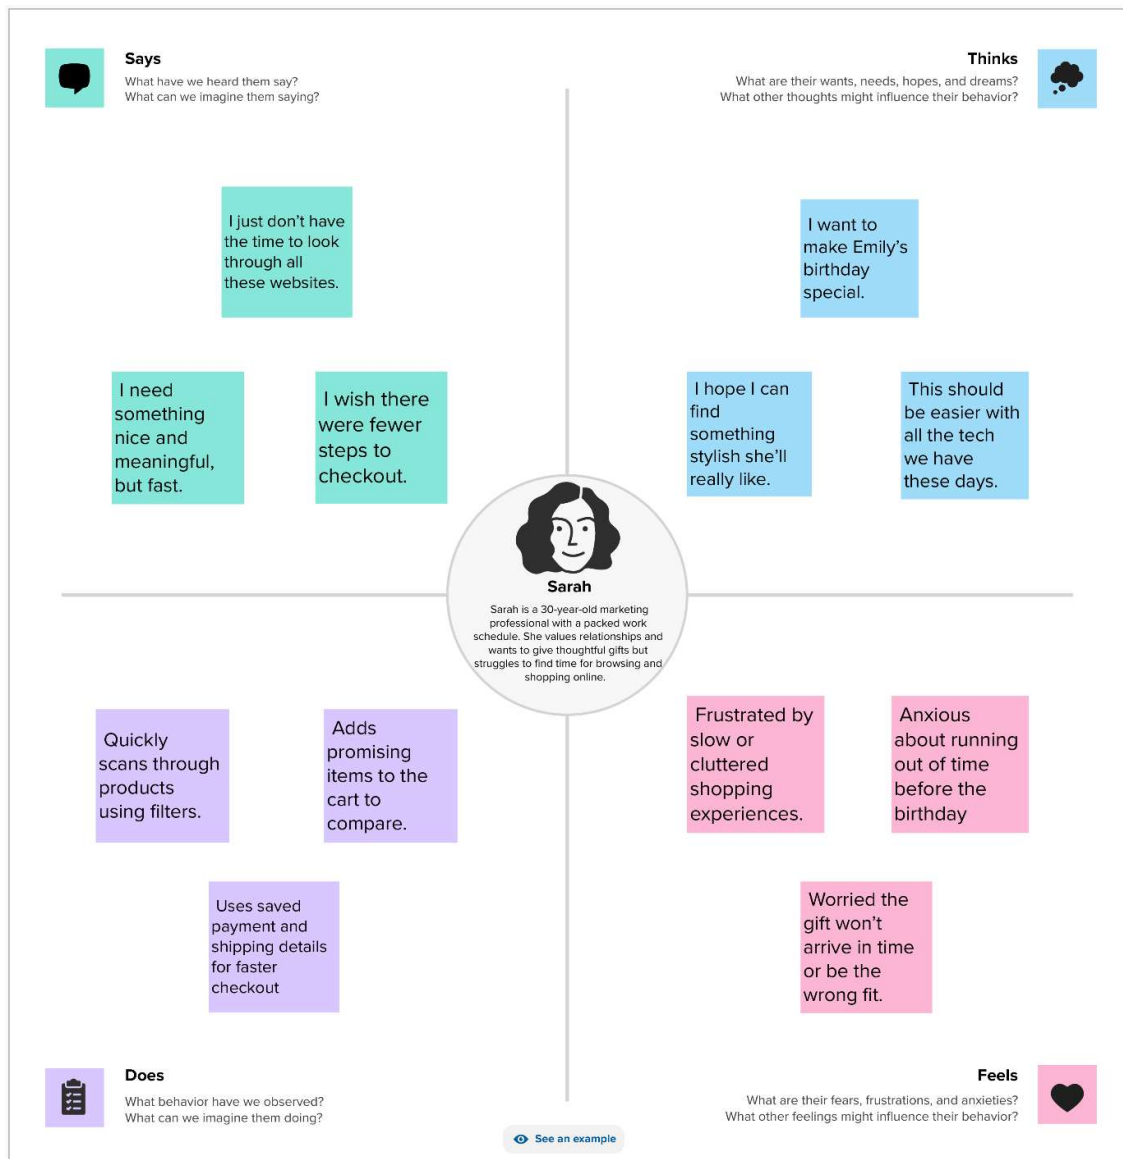 Says
What have we heard them say?
What can we imagine them saying?
Thinks
What are their wants, needs, hopes, and dreams?
What other thoughts might influence their behavior?
I just don't have
the time to look
through all
these websites.
I need
something
nice and
meaningful,
but fast.
I wish there
were fewer
steps to
checkout.
I want to
make Emily's
birthday
special.
I hope I can
find
something
stylish she'll
really like.
This should
be easier with
all the tech
we have
these days.
Sarah
Sarah is a 30-year-old marketing
professional with a packed work
schedule. She values relationships and
wants to give thoughtful gifts but
struggles to find time for browsing and
shopping online.
Quickly
scans through
products
using filters.
Adds
promising
items to the
cart to
compare.
Uses saved
payment and
shipping details
for faster
checkout
Frustrated by
slow or
cluttered
shopping
experiences.
Anxious
about running
out of time
before the
birthday
Worried the
gift won't
arrive in time
or be the
wrong fit.
Does
What behavior have we observed?
What can we imagine them doing?
Feels
What are their fears, frustrations, and anxieties?
What other feelings might influence their behavior?
See an example